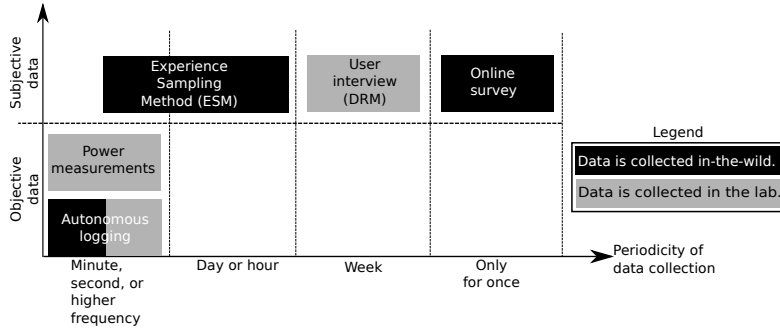 Subjective
data
Experience
Sampling
Method (ESM)
User
interview
(DRM)
Online
survey
Objective
data
Power
measurements
Autonomous
logging
Legend
Data is collected in-the-wild.
Data is collected in the lab.
Minute,
second, or
higher
frequency
Day or hour
Week
Only
for once
Periodicity of
data collection